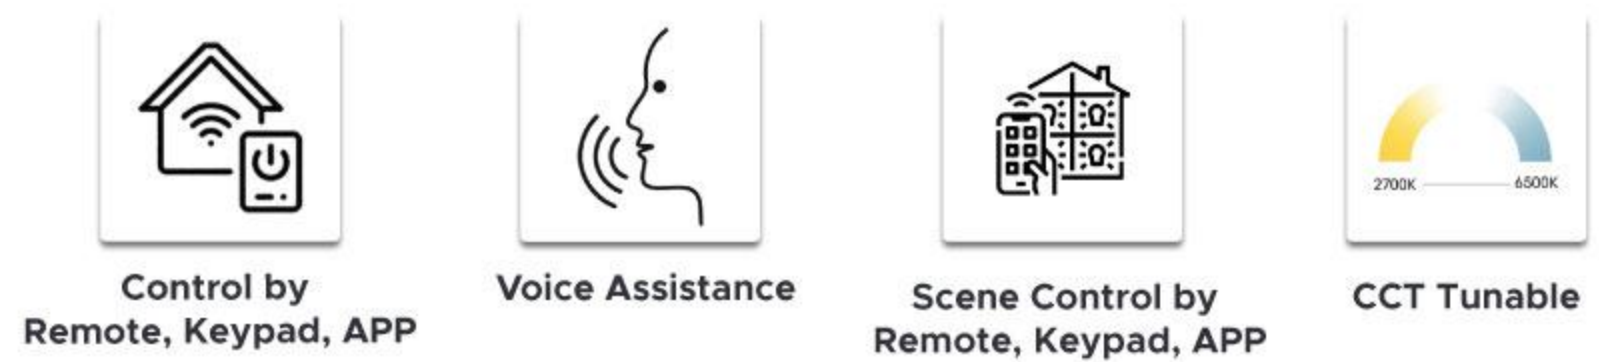 Control by
Remote, Keypad, APP
Voice Assistance
Scene Control by
Remote, Keypad, APP
2700K
6500K
CCT Tunable